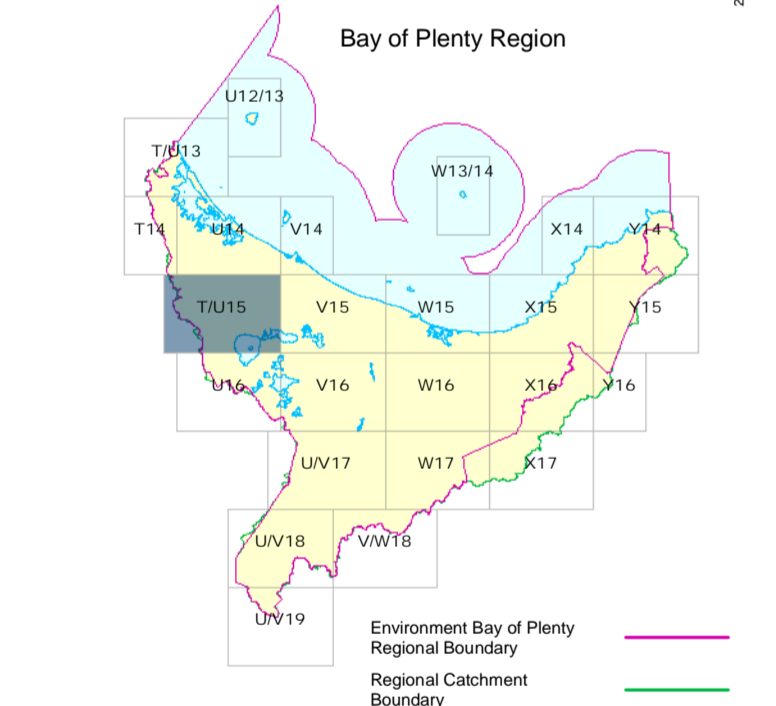 Bay of Plenty Region
U12/13
T/U13
W13/14
T14
U14
V14
X14
Y14
T/U15
V15
W15
X15
Y15
U16
V16
W16
X16
Y16
U/V17
W17
X17
U/V18
V/W18
U/V19
Environment Bay of Plenty
Regional Boundary
Regional Catchment
Boundary